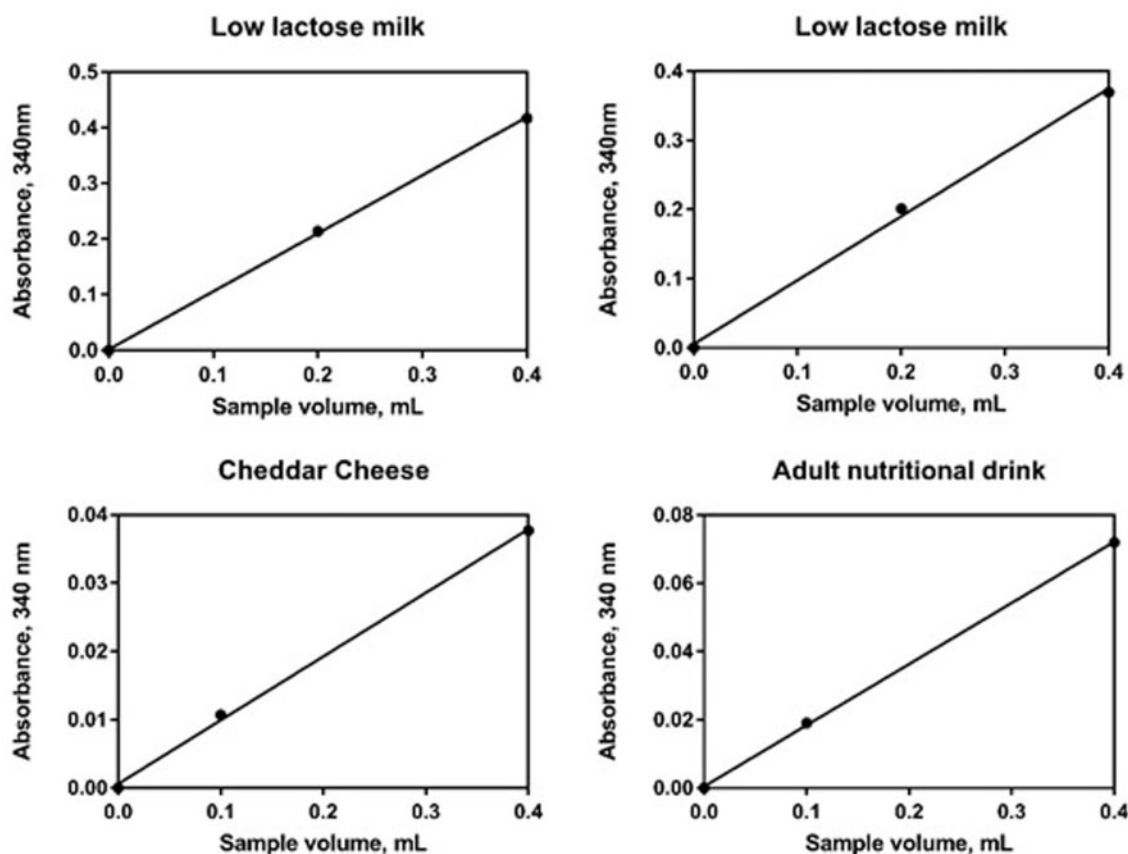 Low lactose milk
Absorbance, 340nm
0.5
0.4
0.3
0.2
0.1
0.0
0.0 0.1 0.2 0.3 0.4
Sample volume, mL
Low lactose milk
Absorbance, 340nm
0.4
0.3
0.2
0.1
0.0
0.0 0.1 0.2 0.3 0.4
Sample volume, mL
Cheddar Cheese
Absorbance, 340 nm
0.04
0.03
0.02
0.01
0.00
0.0 0.1 0.2 0.3 0.4
Sample volume, mL
Adult nutritional drink
Absorbance, 340 nm
0.08
0.06
0.04
0.02
0.00
0.0 0.1 0.2 0.3 0.4
Sample volume, mL